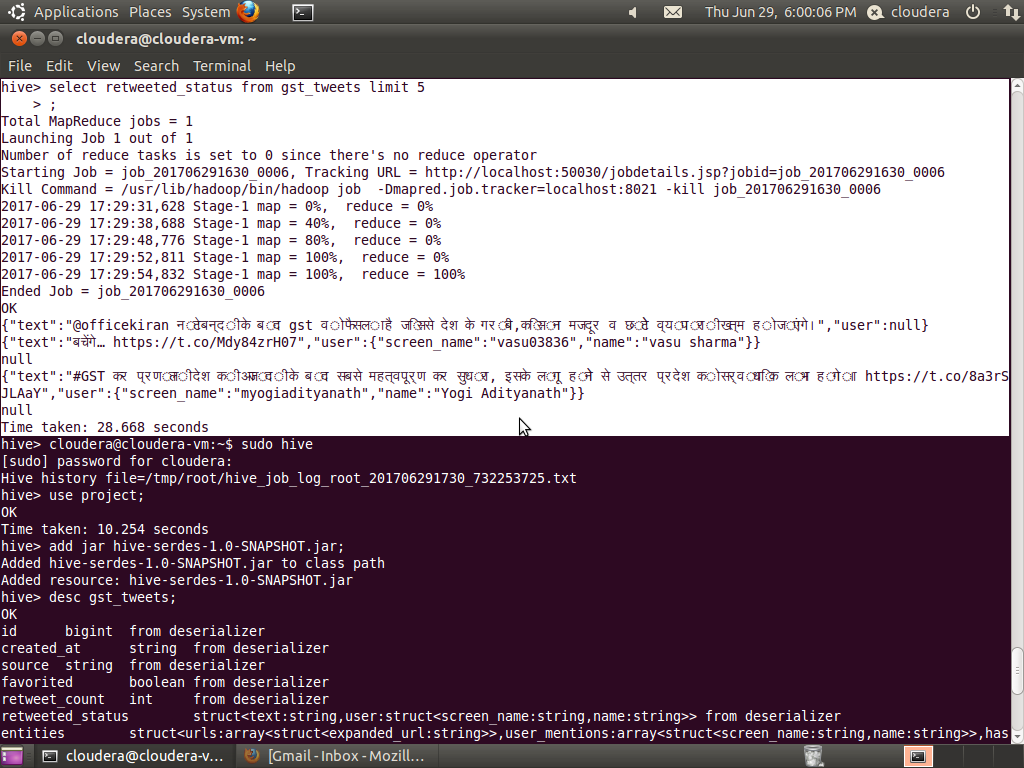 Applications Places System
Thu Jun 29, 6:00:06 PM cloudera
cloudera@cloudera-vm: ~
File Edit View Search Terminal Help
hive> select retweeted_status from gst_tweets limit 5
    > ;
Total MapReduce jobs = 1
Launching Job 1 out of 1
Number of reduce tasks is set to 0 since there's no reduce operator
Starting Job = job_201706291630_0006, Tracking URL = http://localhost:50030/jobdetails.jsp?jobid=job_201706291630_0006
Kill Command = /usr/lib/hadoop/bin/hadoop job  -Dmapred.job.tracker=localhost:8021 -kill job_201706291630_0006
2017-06-29 17:29:31,628 Stage-1 map = 0%,  reduce = 0%
2017-06-29 17:29:38,688 Stage-1 map = 40%,  reduce = 0%
2017-06-29 17:29:48,776 Stage-1 map = 80%,  reduce = 0%
2017-06-29 17:29:52,811 Stage-1 map = 100%,  reduce = 0%
2017-06-29 17:29:54,832 Stage-1 map = 100%,  reduce = 100%
Ended Job = job_201706291630_0006
OK
{"text":"@officekiran नोटबन्दी के बाद gst वो फैसला है जिससे देश के गरीब,किसान मजदूर व छोटे व्यापारी खत्म हो जाएंगे।","user":null}
{"text":"बचेंगे… https://t.co/Mdy84zrH07","user":{"screen_name":"vasu03836","name":"vasu sharma"}}
null
{"text":"#GST कर प्रणाली देश की आजादी के बाद सबसे महत्वपूर्ण कर सुधार, इसके लागू होने से उत्तर प्रदेश को सर्वाधिक लाभ होगा https://t.co/8a3rS
JLAaY","user":{"screen_name":"myogiadityanath","name":"Yogi Adityanath"}}
null
Time taken: 28.668 seconds
hive> cloudera@cloudera-vm:~$ sudo hive
[sudo] password for cloudera:
Hive history file=/tmp/root/hive_job_log_root_201706291730_732253725.txt
hive> use project;
OK
Time taken: 10.254 seconds
hive> add jar hive-serdes-1.0-SNAPSHOT.jar;
Added hive-serdes-1.0-SNAPSHOT.jar to class path
Added resource: hive-serdes-1.0-SNAPSHOT.jar
hive> desc gst_tweets;
OK
id      bigint  from deserializer
created_at      string  from deserializer
source  string  from deserializer
favorited       boolean from deserializer
retweet_count   int     from deserializer
retweeted_status        struct<text:string,user:struct<screen_name:string,name:string>> from deserializer
entities        struct<urls:array<struct<expanded_url:string>>,user_mentions:array<struct<screen_name:string,name:string>>,has
cloudera@cloudera-v... [Gmail - Inbox - Mozill...